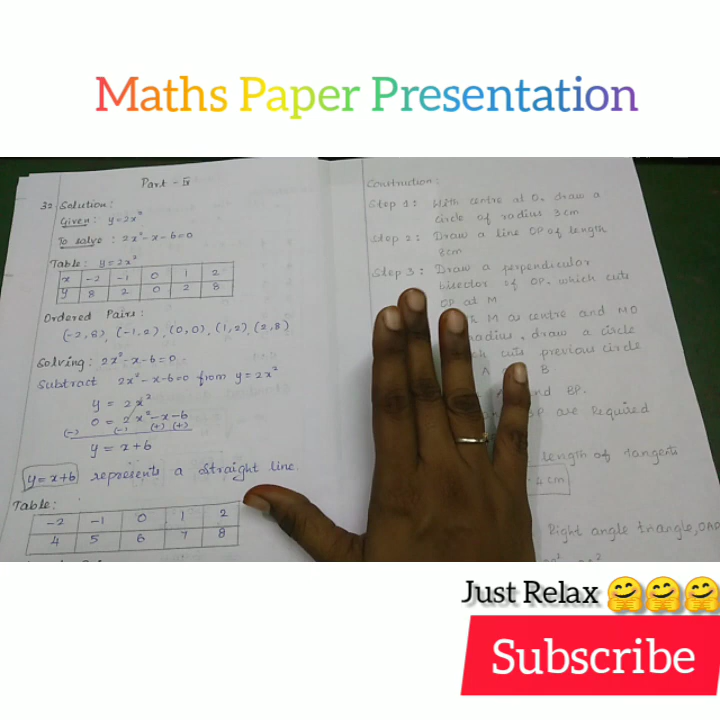 Maths Paper Presentation
Part - IV
32 Solution:
Given: y=2x²
To solve: 2x²-x-6=0
Table: y=2x²
x -2 -1 0 1 2
y 8 2 0 2 8
Ordered Pairs:
(-2,8), (-1,2), (0,0), (1,2), (2,8)
Solving: 2x²-x-6=0.
Subtract 2x²-x-6=0 from y=2x²
y = 2x²
0 = 2x²-x-6
(-) (-) (+) (+)
y = x+6
y=x+6 represents a straight line.
Table:
-2 -1 0 1 2
4 5 6 7 8
Construction:
Step 1: With centre at O, draw a
circle of radius 3cm
Step 2: Draw a line OP of length
8cm
Step 3: Draw a perpendicular
bisector of OP, which cuts
OP at M
M as centre and MO
radius, draw a circle
cuts previous circle
A B
and BP.
BP are Required
length of tangents
4cm
Right angle triangle, OAP
Just Relax 🤗🤗🤗
Subscribe